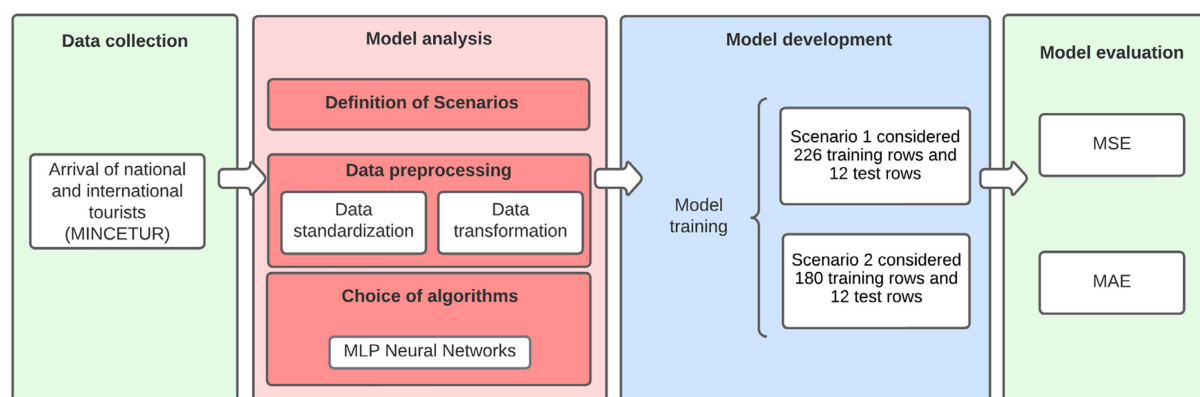 Data collection
Arrival of national
and international
tourists
(MINCETUR)
Model analysis
Definition of Scenarios
Data preprocessing
Data
standardization
Data
transformation
Choice of algorithms
MLP Neural Networks
Model development
Model
training
Scenario 1 considered
226 training rows and
12 test rows
Scenario 2 considered
180 training rows and
12 test rows
Model evaluation
MSE
MAE